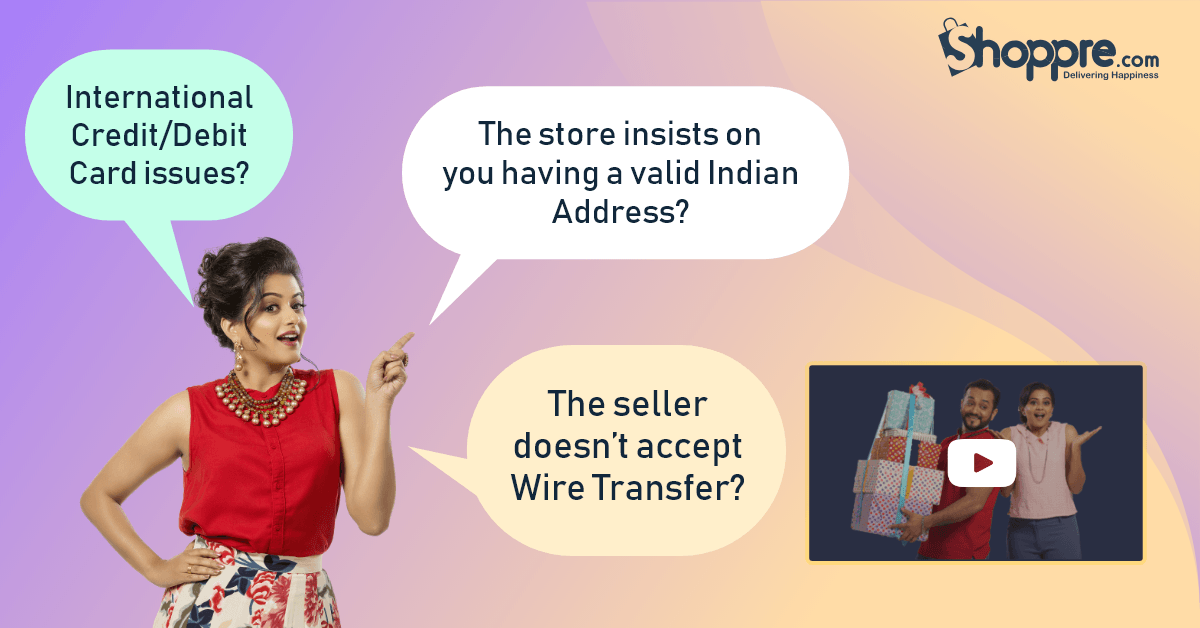 Shoppre.com
Delivering Happiness
International
Credit/Debit
Card issues?
The store insists on
you having a valid Indian
Address?
The seller
doesn’t accept
Wire Transfer?